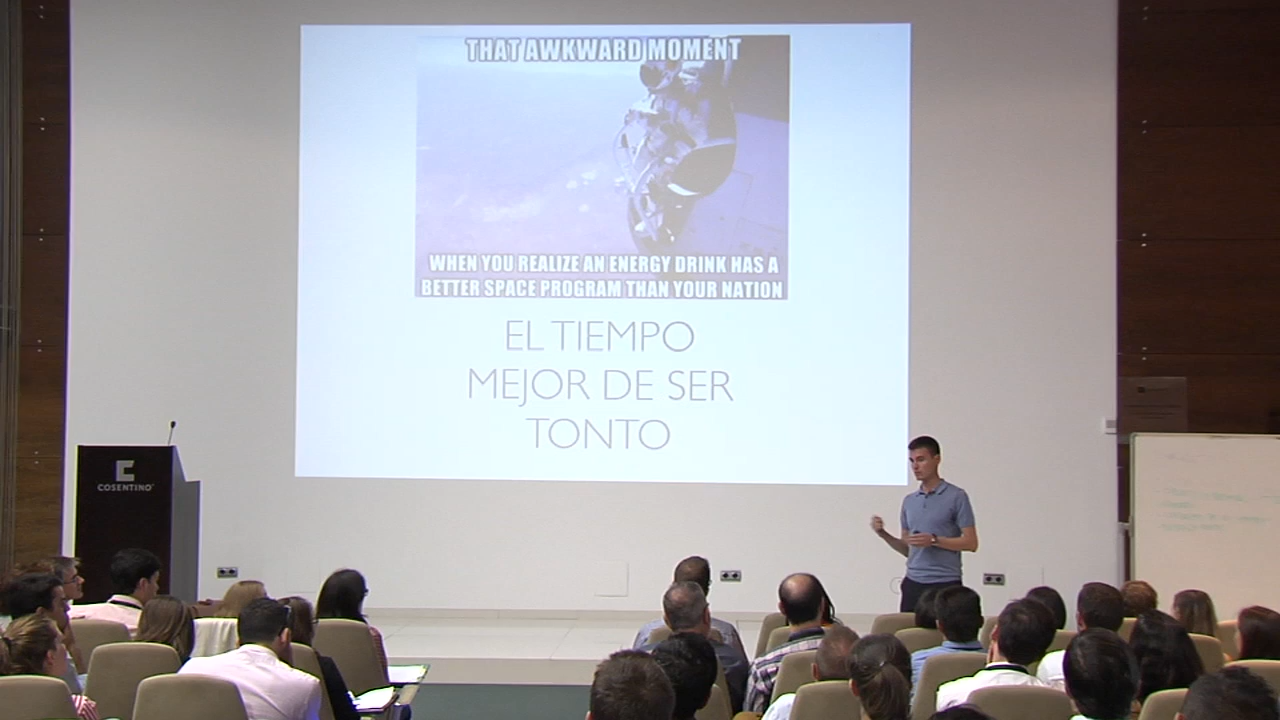 THAT AWKWARD MOMENT
WHEN YOU REALIZE AN ENERGY DRINK HAS A
BETTER SPACE PROGRAM THAN YOUR NATION
EL TIEMPO
MEJOR DE SER
TONTO
COSENTINO